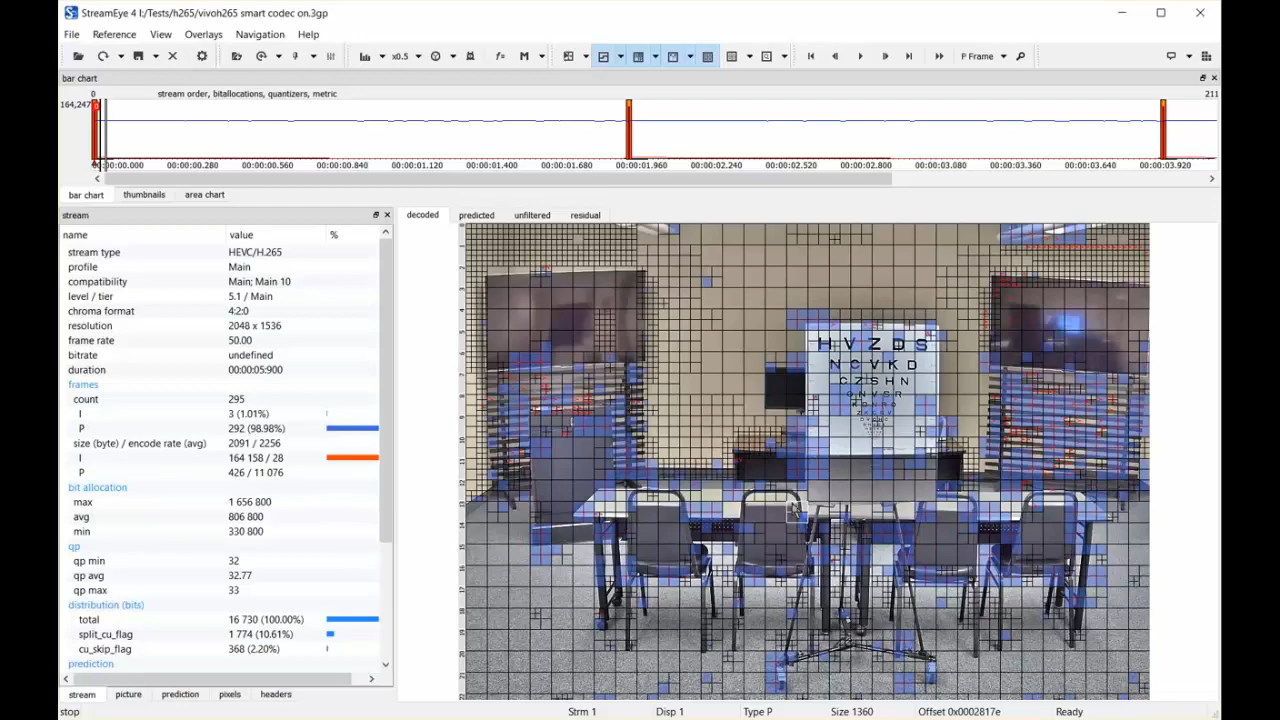 StreamEye 4 I:/Tests/h265/vivoh265 smart codec on.3gp
File Reference View Overlays Navigation Help
x0.5 f∗ M P Frame
bar chart
0 stream order, bitallocations, quantizers, metric 211
164,247
0
00:00:00.000 00:00:00.280 00:00:00.560 00:00:00.840 00:00:01.120 00:00:01.400 00:00:01.680 00:00:01.960 00:00:02.240 00:00:02.520 00:00:02.800 00:00:03.080 00:00:03.360 00:00:03.640 00:00:03.920
bar chart thumbnails area chart
stream
decoded predicted unfiltered residual
name value %
stream type HEVC/H.265
profile Main
compatibility Main; Main 10
level / tier 5.1 / Main
chroma format 4:2:0
resolution 2048 x 1536
frame rate 50.00
bitrate undefined
duration 00:00:05:900
frames
count 295
I 3 (1.01%)
P 292 (98.98%)
size (byte) / encode rate (avg) 2091 / 2256
I 164 158 / 28
P 426 / 11 076
bit allocation
max 1 656 800
avg 806 800
min 330 800
qp
qp min 32
qp avg 32.77
qp max 33
distribution (bits)
total 16 730 (100.00%)
split_cu_flag 1 774 (10.61%)
cu_skip_flag 368 (2.20%)
prediction
H V Z D S
N C V K D
C Z S H N
O N V S R
K D N R O
stream picture prediction pixels headers
stop Strm 1 Disp 1 Type P Size 1360 Offset 0x0002817e Ready